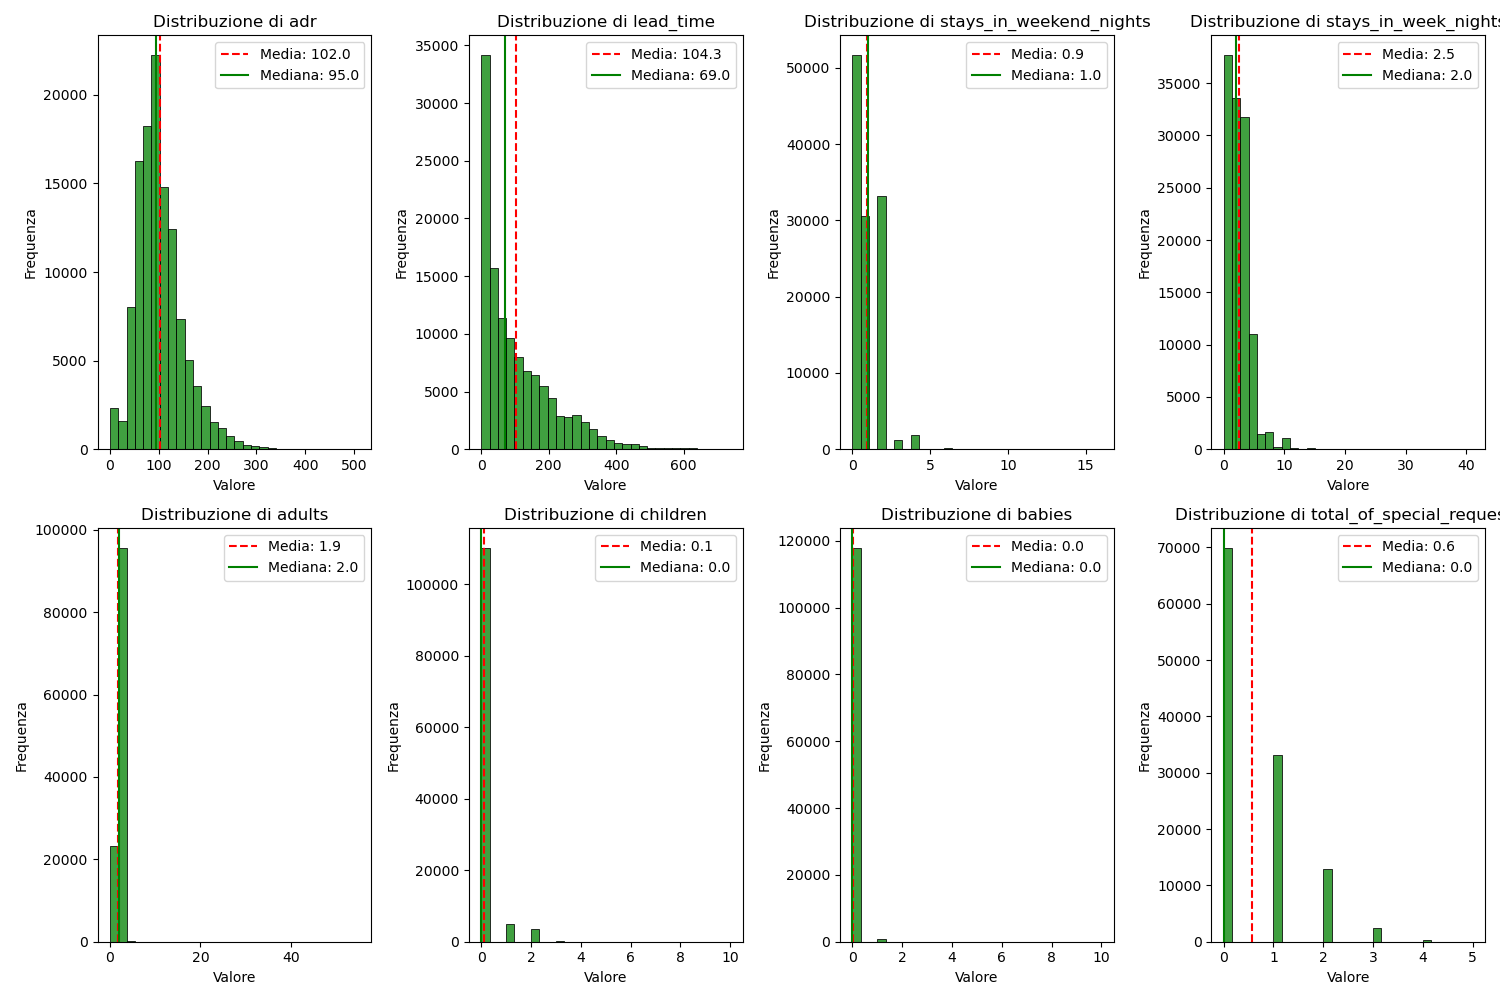 Distribuzione di adr
Media: 102.0
Mediana: 95.0
Frequenza
20000
15000
10000
5000
0
0 100 200 300 400 500
Valore
Distribuzione di lead_time
Media: 104.3
Mediana: 69.0
Frequenza
35000
30000
25000
20000
15000
10000
5000
0
0 200 400 600
Valore
Distribuzione di stays_in_weekend_nights
Media: 0.9
Mediana: 1.0
Frequenza
50000
40000
30000
20000
10000
0
0 5 10 15
Valore
Distribuzione di stays_in_week_nights
Media: 2.5
Mediana: 2.0
Frequenza
35000
30000
25000
20000
15000
10000
5000
0
0 10 20 30 40
Valore
Distribuzione di adults
Media: 1.9
Mediana: 2.0
Frequenza
100000
80000
60000
40000
20000
0
0 20 40
Valore
Distribuzione di children
Media: 0.1
Mediana: 0.0
Frequenza
100000
80000
60000
40000
20000
0
0 2 4 6 8 10
Valore
Distribuzione di babies
Media: 0.0
Mediana: 0.0
Frequenza
120000
100000
80000
60000
40000
20000
0
0 2 4 6 8 10
Valore
Distribuzione di total_of_special_reques
Media: 0.6
Mediana: 0.0
Frequenza
70000
60000
50000
40000
30000
20000
10000
0
0 1 2 3 4 5
Valore